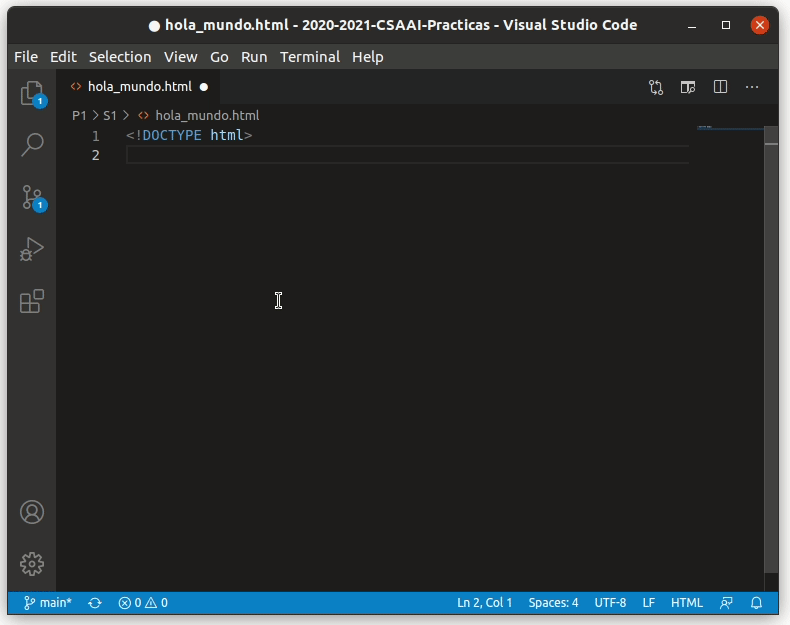 ● hola_mundo.html - 2020-2021-CSAAI-Practicas - Visual Studio Code
File Edit Selection View Go Run Terminal Help
<> hola_mundo.html ●
P1 > S1 > <> hola_mundo.html
1 <!DOCTYPE html>
2
1
1
main* 0 0 Ln 2, Col 1 Spaces: 4 UTF-8 LF HTML